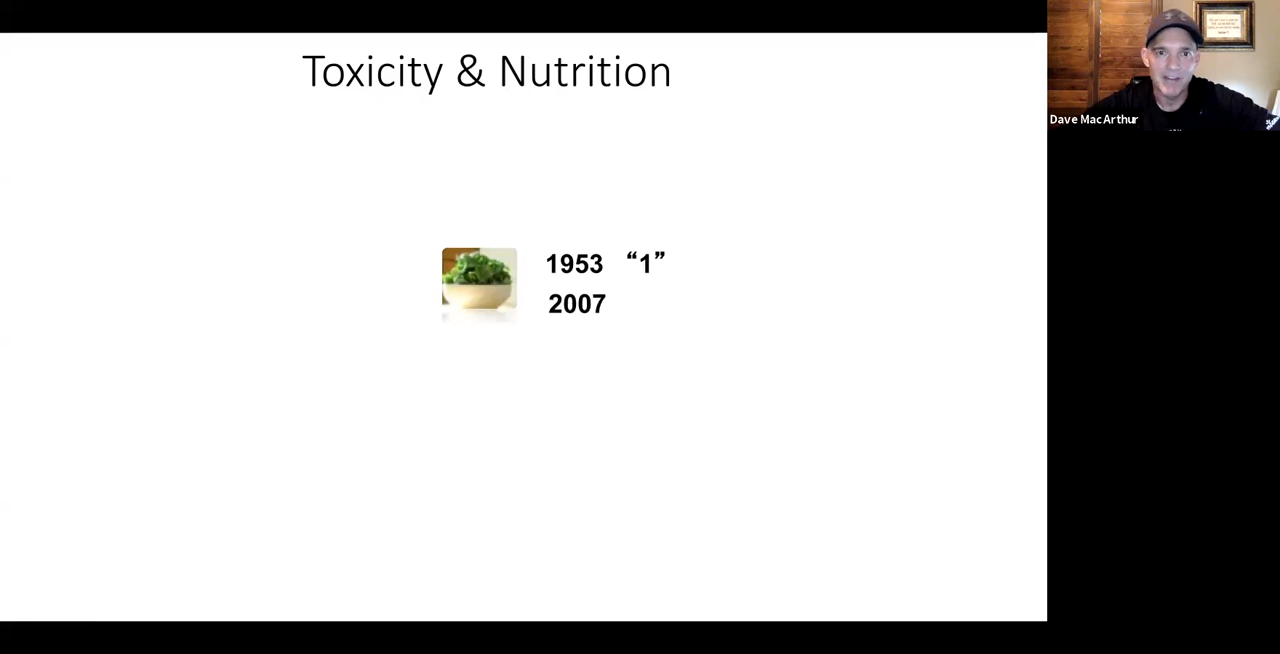 Toxicity & Nutrition
1953 “1”
2007
Dave MacArthur